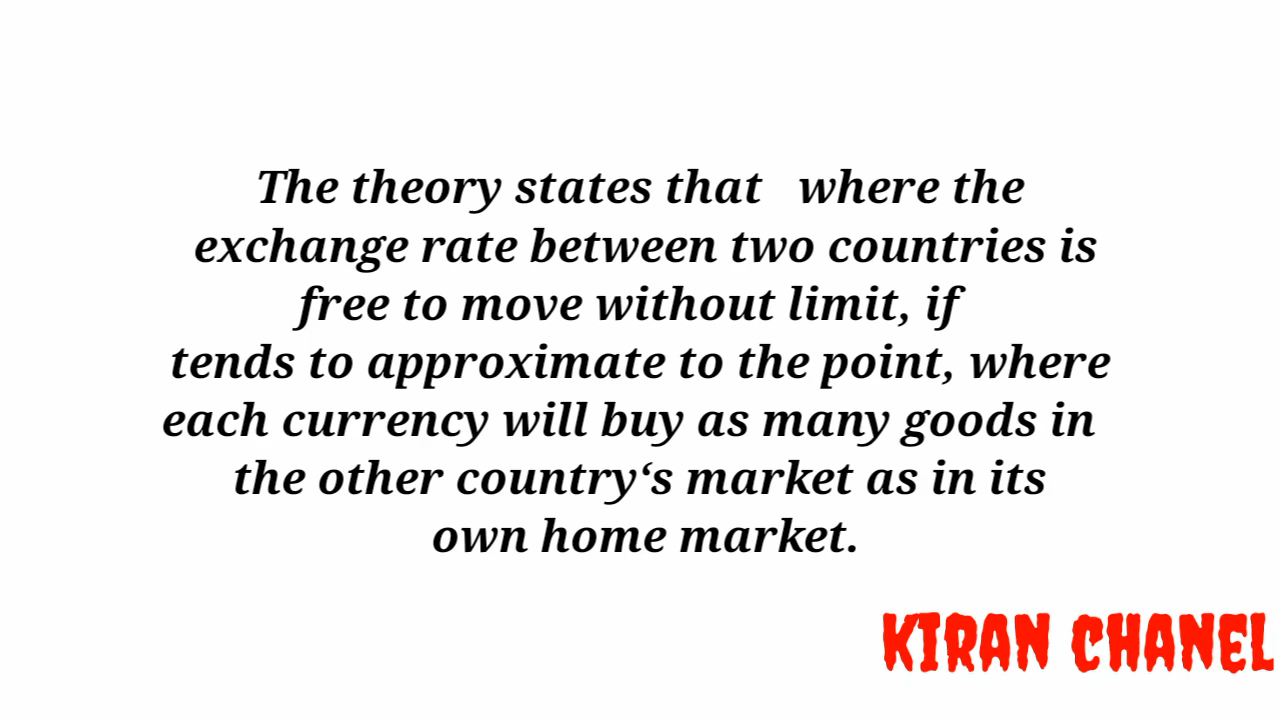 The theory states that   where the
exchange rate between two countries is
free to move without limit, if
tends to approximate to the point, where
each currency will buy as many goods in
the other country‘s market as in its
own home market.
KIRAN CHANEL